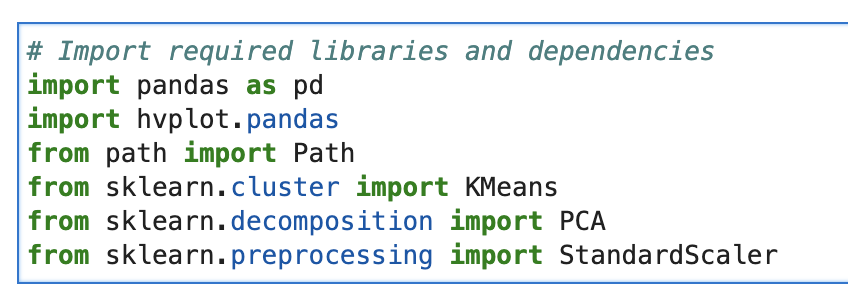 # Import required libraries and dependencies
import pandas as pd
import hvplot.pandas
from path import Path
from sklearn.cluster import KMeans
from sklearn.decomposition import PCA
from sklearn.preprocessing import StandardScaler